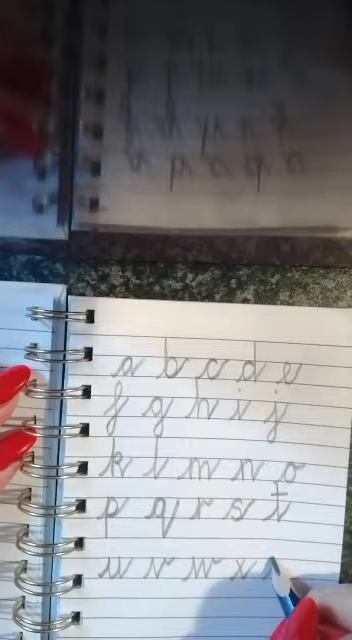 a b c d e
f g h i j
k l m n o
p q r s t
u v w x